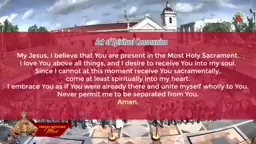 Act of Spiritual Communion
My Jesus, I believe that You are present in the Most Holy Sacrament.
I love You above all things, and I desire to receive You into my soul.
Since I cannot at this moment receive You sacramentally,
come at least spiritually into my heart.
I embrace You as if You were already there and unite myself wholly to You.
Never permit me to be separated from You.
Amen.